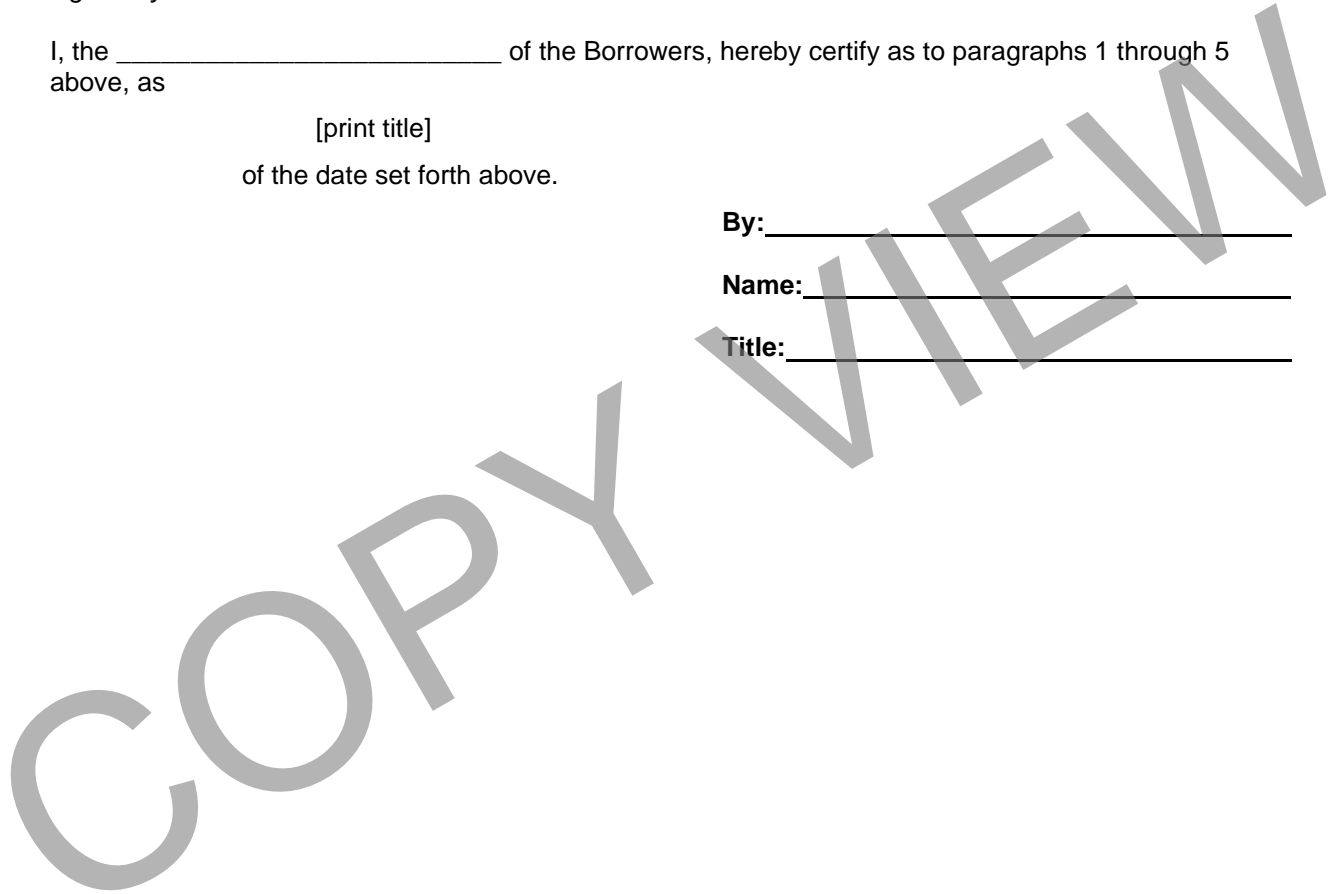 I, the __________________________ of the Borrowers, hereby certify as to paragraphs 1 through 5
above, as
[print title]
of the date set forth above.
By:
Name:
Title:
COPY VIEW